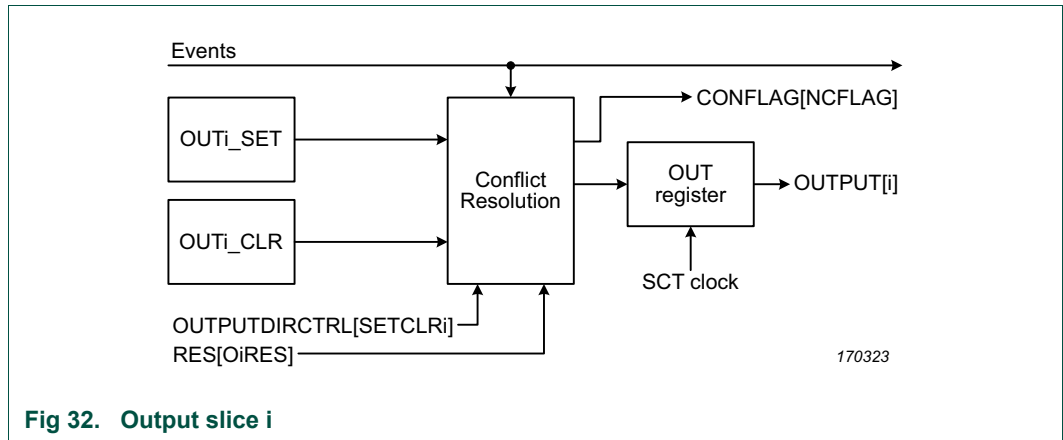 Events
CONFLAG[NCFLAG]
OUTi_SET
Conflict
Resolution
OUT
register
OUTPUT[i]
OUTi_CLR
SCT clock
OUTPUTDIRCTRL[SETCLRi]
RES[OiRES]
170323
Fig 32. Output slice i